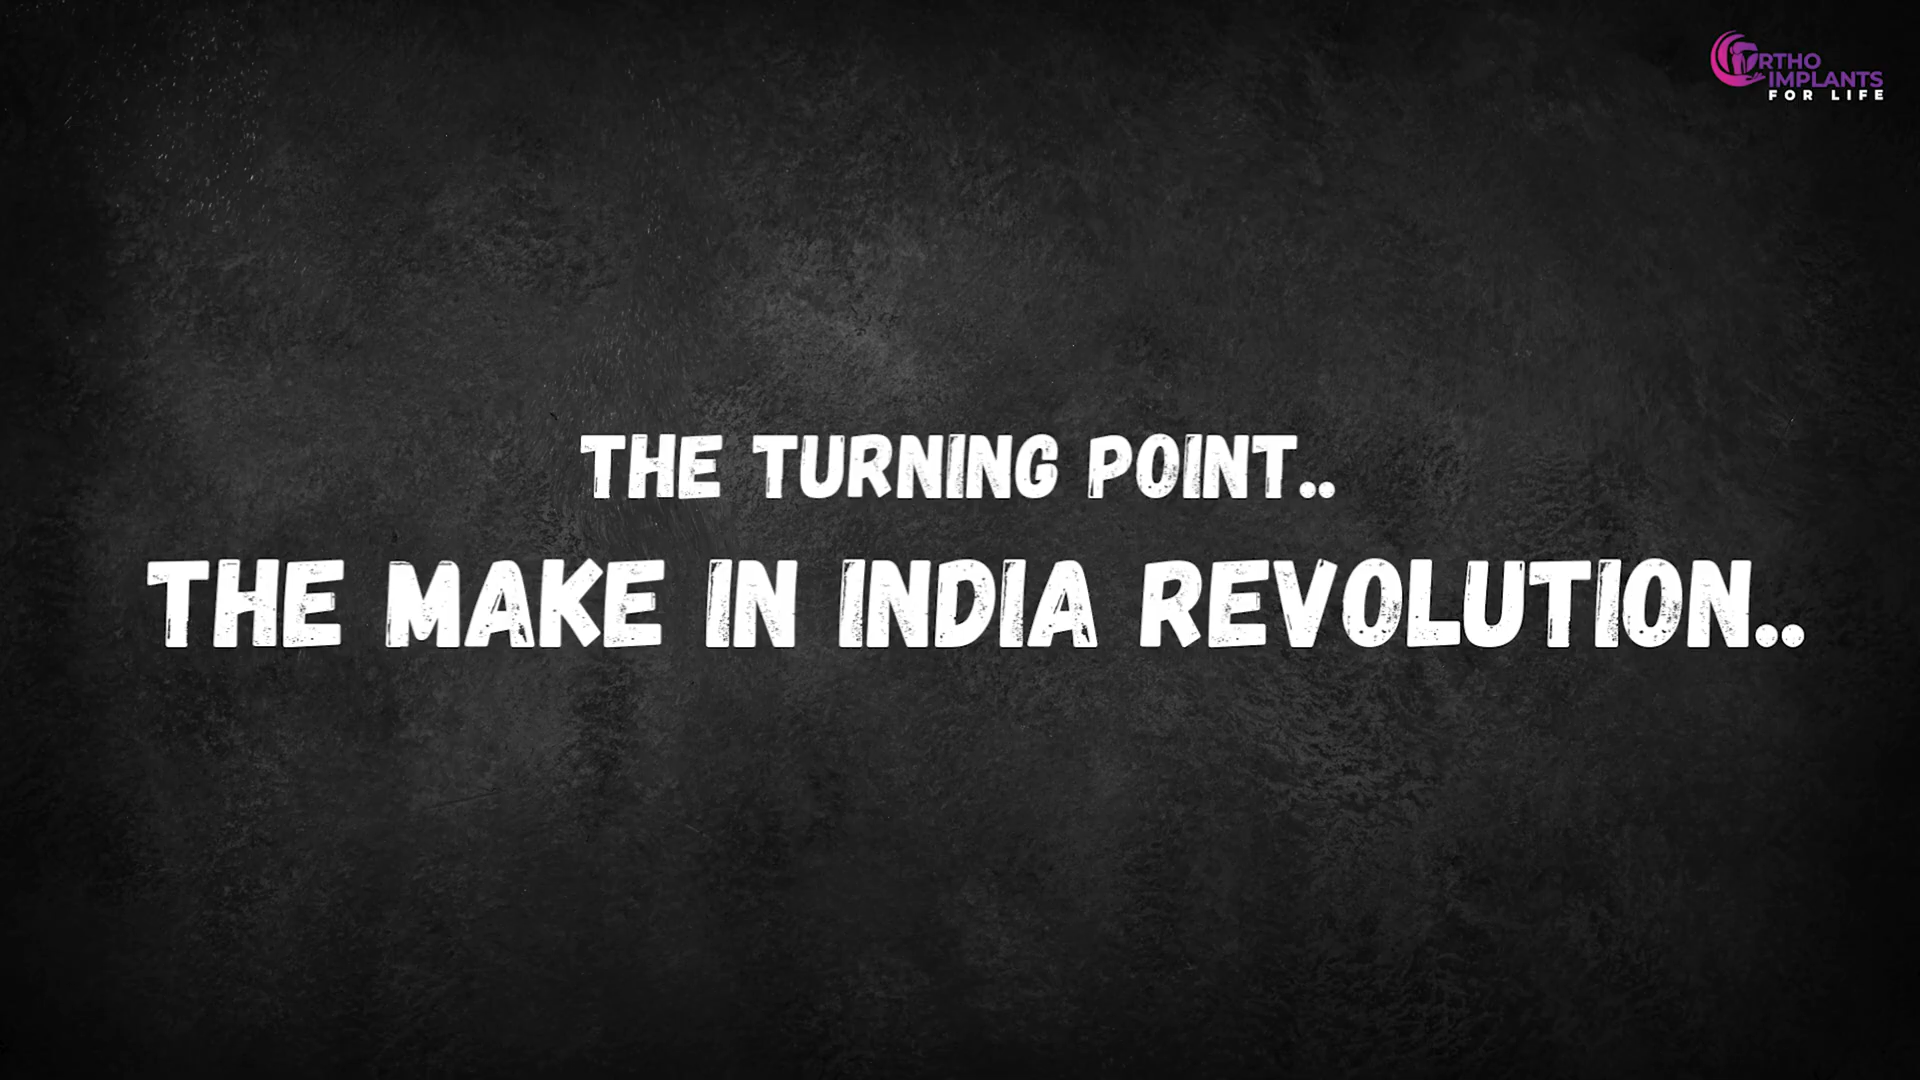 ORTHO
IMPLANTS
FOR LIFE
THE TURNING POINT..
THE MAKE IN INDIA REVOLUTION..